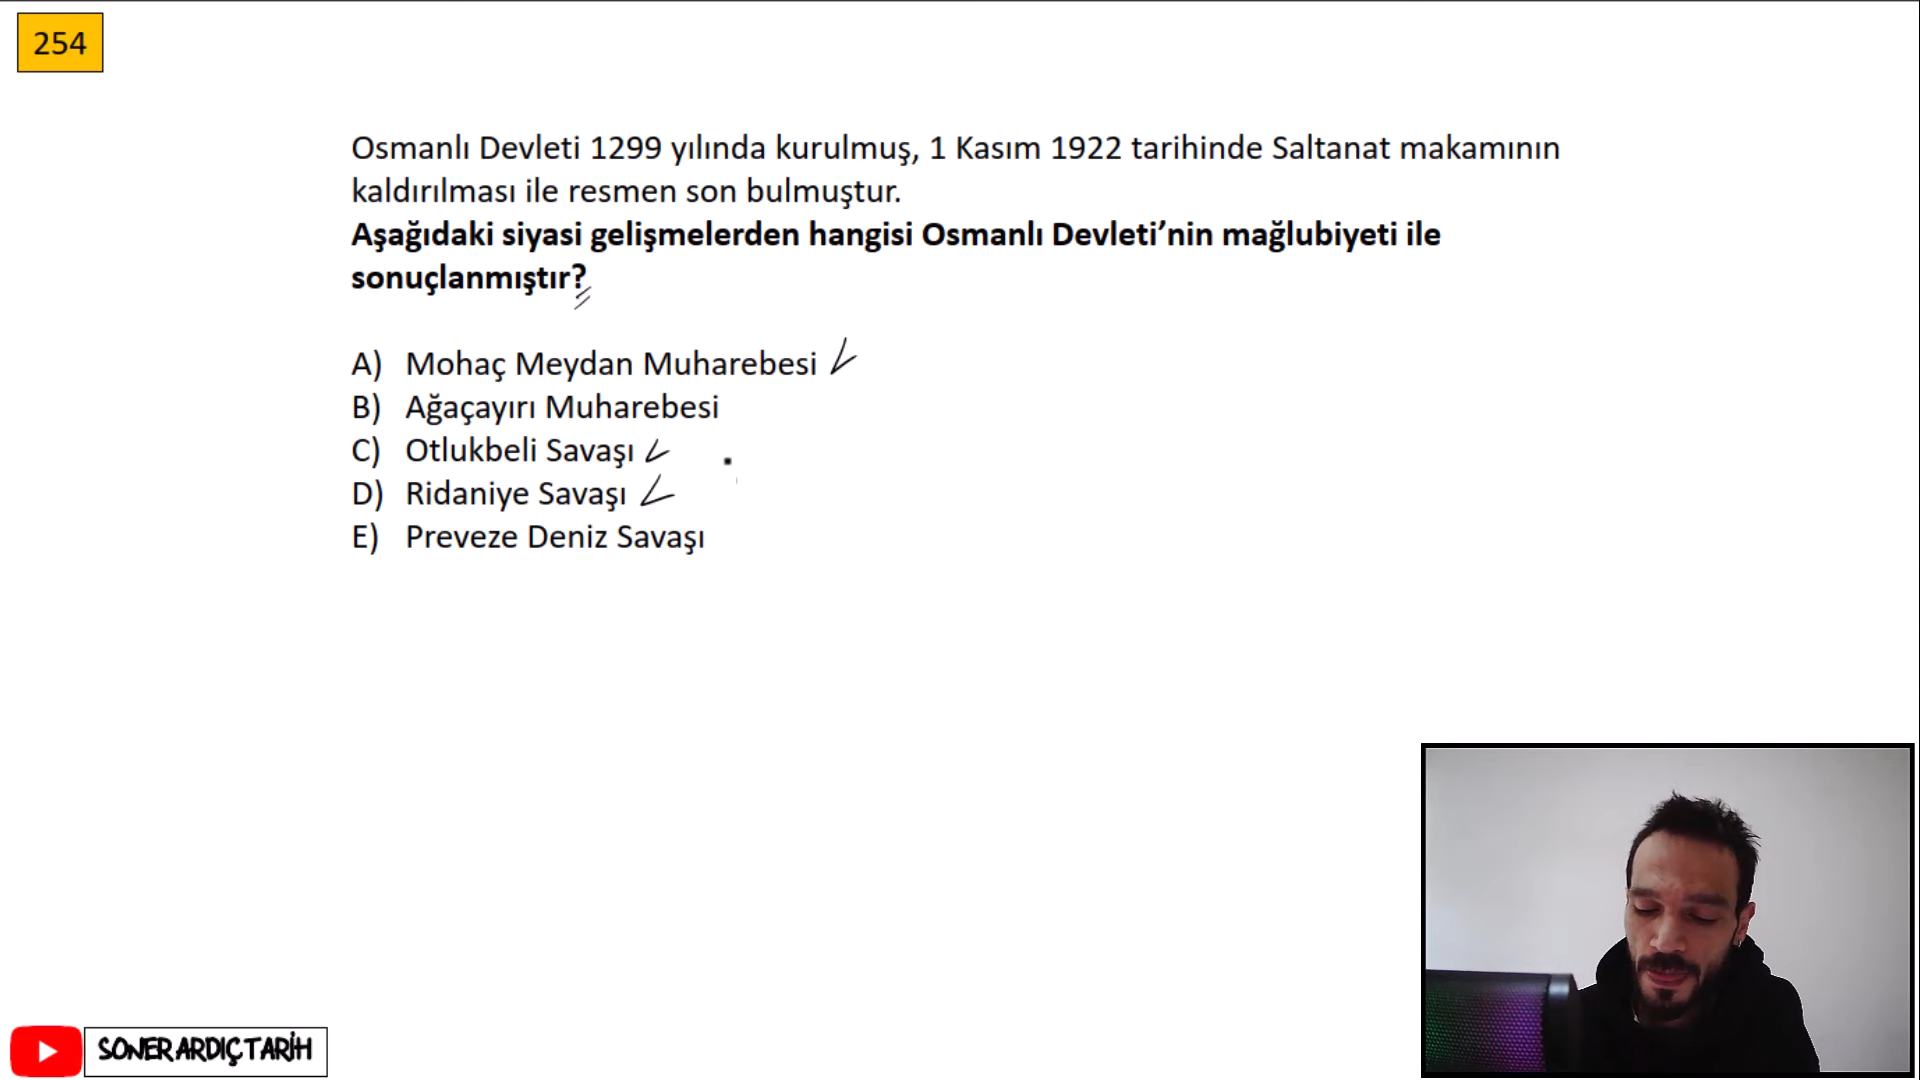 254
Osmanlı Devleti 1299 yılında kurulmuş, 1 Kasım 1922 tarihinde Saltanat makamının
kaldırılması ile resmen son bulmuştur.
Aşağıdaki siyasi gelişmelerden hangisi Osmanlı Devleti’nin mağlubiyeti ile
sonuçlanmıştır?
A) Mohaç Meydan Muharebesi
B) Ağaçayırı Muharebesi
C) Otlukbeli Savaşı
D) Ridaniye Savaşı
E) Preveze Deniz Savaşı
SONER ARDIÇ TARİH